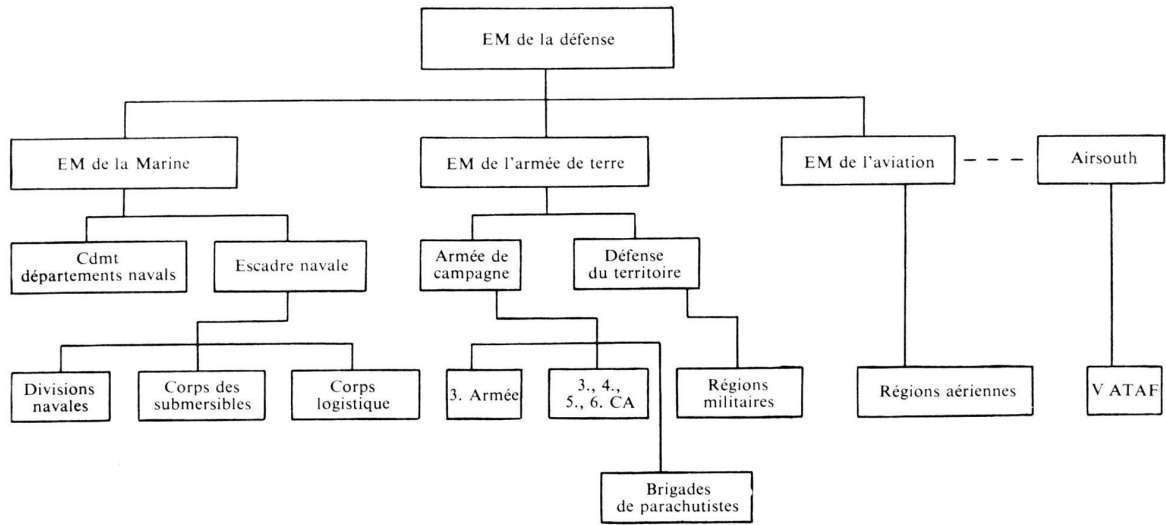 EM de la défense
EM de la Marine
EM de l'armée de terre
EM de l'aviation
Airsouth
Cdmt
départements navals
Escadre navale
Armée de
campagne
Défense
du territoire
Divisions
navales
Corps des
submersibles
Corps
logistique
3. Armée
3., 4.,
5., 6. CA
Régions
militaires
Régions aériennes
V ATAF
Brigades
de parachutistes